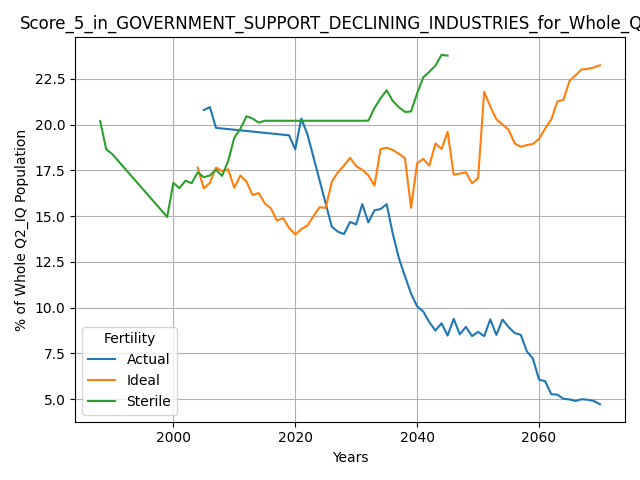 Score_5_in_GOVERNMENT_SUPPORT_DECLINING_INDUSTRIES_for_Whole_Q
% of Whole Q2_IQ Population
22.5
20.0
17.5
15.0
12.5
10.0
7.5
5.0
Fertility
Actual
Ideal
Sterile
2000 2020 2040 2060
Years